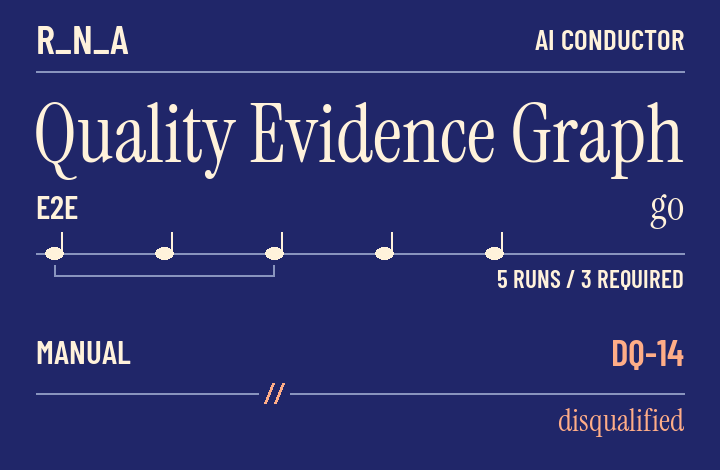 R_N_A
AI CONDUCTOR
Quality Evidence Graph
E2E
go
5 RUNS / 3 REQUIRED
MANUAL
DQ-14
//
disqualified